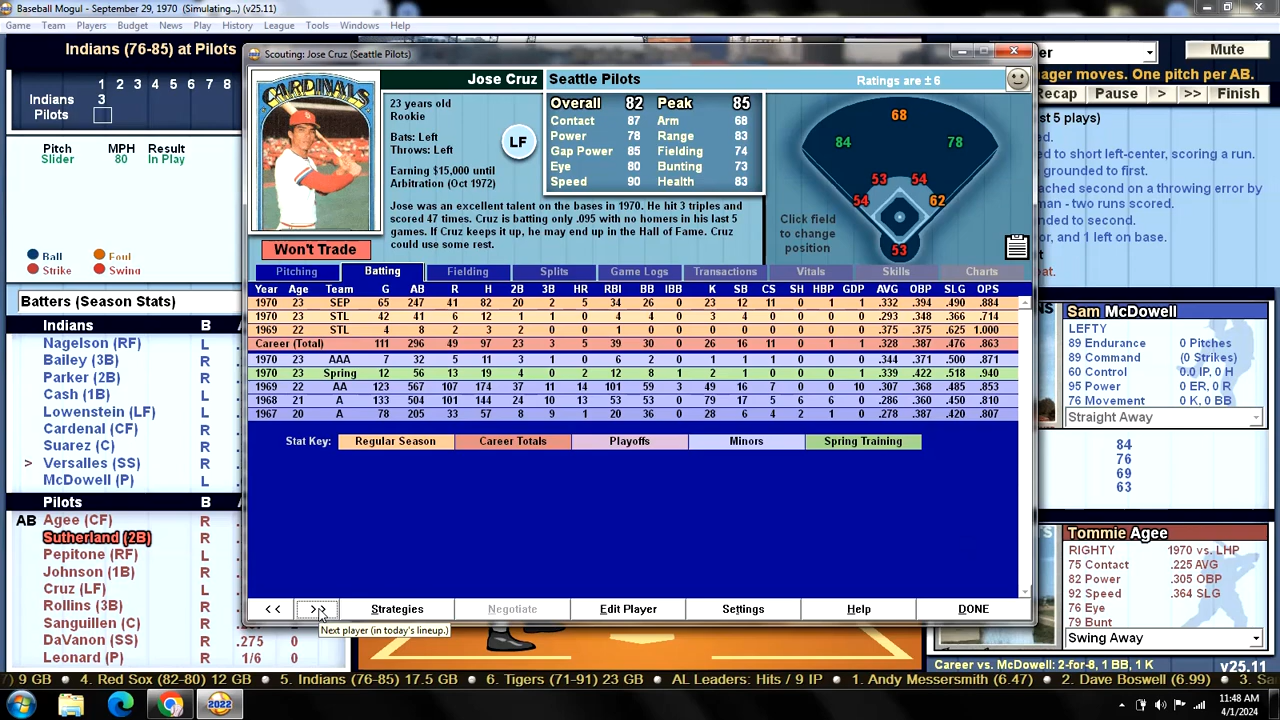 Baseball Mogul - September 29, 1970 (Simulating...) (v25.11)
Game Team Players Budget News Play History League Tools Windows Help
Indians (76-85) at Pilots
1 2 3 4 5 6 7 8
Indians 3
Pilots
Pitch MPH Result
Slider 80 In Play
Ball Foul
Strike Swing
Batters (Season Stats)
Indians B
Nagelson (RF) L
Bailey (3B) R
Parker (2B) R
Cash (1B) L
Lowenstein (LF) L
Cardenal (CF) R
Suarez (C) R
> Versalles (SS) R
McDowell (P) L
Pilots B
AB Agee (CF) R
Sutherland (2B) R
Pepitone (RF) L
Johnson (1B) R
Cruz (LF) L
Rollins (3B) R
Sanguillen (C) R
DaVanon (SS) R .275 0
Leonard (P) L 1/6 0
Scouting: Jose Cruz (Seattle Pilots)
CARDINALS
Jose Cruz
Seattle Pilots
Ratings are ± 6
23 years old
Rookie
Bats: Left
Throws: Left
Earning $15,000 until
Arbitration (Oct 1972)
LF
Overall 82 Peak 85
Contact 87 Arm 68
Power 78 Range 83
Gap Power 85 Fielding 74
Eye 80 Bunting 73
Speed 90 Health 83
Jose was an excellent talent on the bases in 1970. He hit 3 triples and
scored 47 times. Cruz is batting only .095 with no homers in his last 5
games. If Cruz keeps it up, he may end up in the Hall of Fame. Cruz
could use some rest.
Won't Trade
68
84 78
53 54
54 62
53
Click field
to change
position
Pitching Batting Fielding Splits Game Logs Transactions Vitals Skills Charts
Year Age Team G AB R H 2B 3B HR RBI BB IBB K SB CS SH HBP GDP AVG OBP SLG OPS
1970 23 SEP 65 247 41 82 20 2 5 34 26 0 23 12 11 0 1 1 .332 .394 .490 .884
1970 23 STL 42 41 6 12 1 1 0 4 4 0 3 4 0 0 0 0 .293 .348 .366 .714
1969 22 STL 4 8 2 3 2 0 0 1 0 0 0 0 0 0 0 0 .375 .375 .625 1.000
Career (Total) 111 296 49 97 23 3 5 39 30 0 26 16 11 0 1 1 .328 .387 .476 .863
1970 23 AAA 7 32 5 11 3 1 0 6 2 0 1 1 1 0 0 0 .344 .371 .500 .871
1970 23 Spring 12 56 13 19 4 0 2 12 8 1 2 1 0 0 0 1 .339 .422 .518 .940
1969 22 AA 123 567 107 174 37 11 14 101 59 3 49 16 7 0 0 10 .307 .368 .485 .853
1968 21 A 133 504 101 144 24 10 13 53 53 0 79 17 5 6 6 0 .286 .360 .450 .810
1967 20 A 78 205 33 57 8 9 1 20 36 0 28 6 4 2 1 0 .278 .387 .420 .807
Stat Key: Regular Season Career Totals Playoffs Minors Spring Training
<< >> Strategies Negotiate Edit Player Settings Help DONE
Next player (in today's lineup.)
Mute
ager moves. One pitch per AB.
Recap Pause > >> Finish
st 5 plays)
ed.
ed to short left-center, scoring a run.
grounded to first.
ached second on a throwing error by
man - two runs scored.
unded to second.
or, and 1 left on base.
eat.
Sam McDowell
LEFTY
89 Endurance 0 Pitches
89 Command (0 Strikes)
60 Control 0.0 IP, 0 H
95 Power 0 ER, 0 R
76 Movement 0 K, 0 BB
Straight Away
84
76
69
63
Tommie Agee
RIGHTY 1970 vs. LHP
75 Contact .225 AVG
82 Power .305 OBP
92 Speed .364 SLG
76 Eye
79 Bunt
Swing Away
Career vs. McDowell: 2-for-8, 1 BB, 1 K
v25.11
7) 9 GB 4. Red Sox (82-80) 12 GB 5. Indians (76-85) 17.5 GB 6. Tigers (71-91) 23 GB AL Leaders: Hits / 9 IP 1. Andy Messersmith (6.47) 2. Dave Boswell (6.99) 3. Sa
2022
11:48 AM
4/1/2024